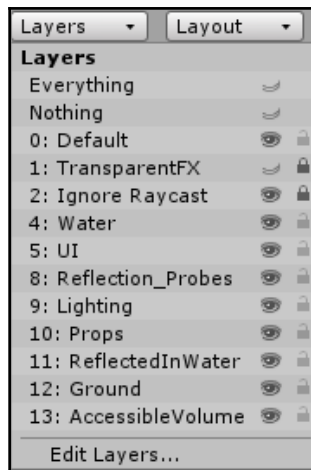 Layers Layout
Layers
Everything
Nothing
0: Default
1: TransparentFX
2: Ignore Raycast
4: Water
5: UI
8: Reflection_Probes
9: Lighting
10: Props
11: ReflectedInWater
12: Ground
13: AccessibleVolume
Edit Layers...